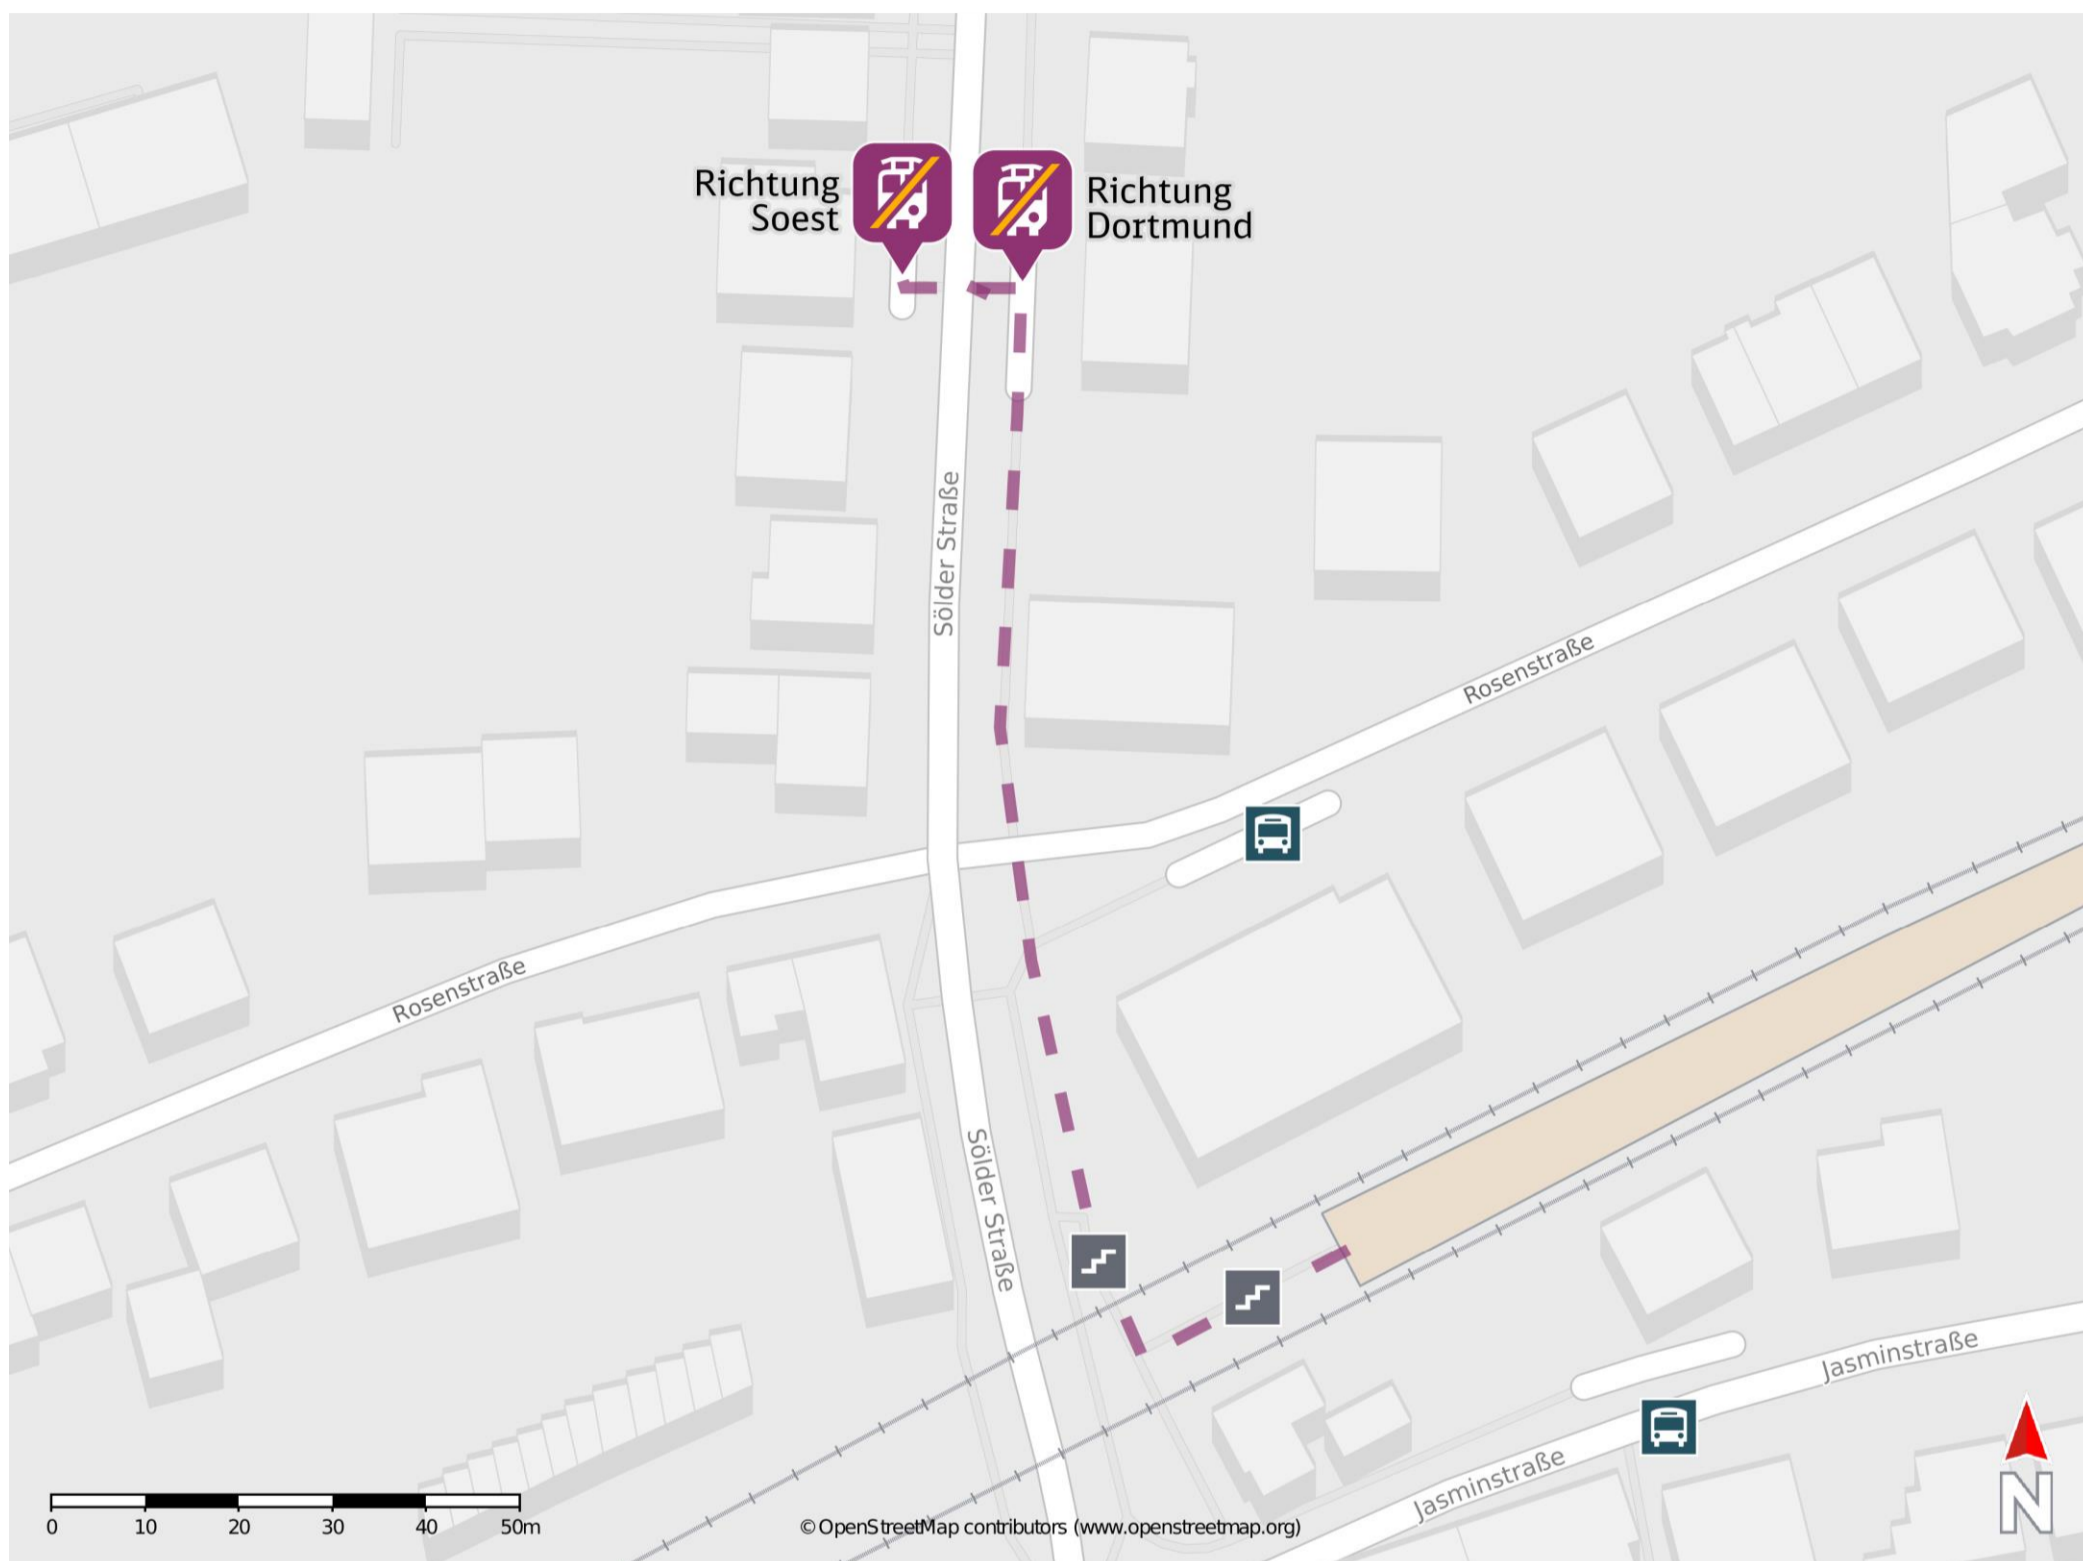 Richtung
Soest
Richtung
Dortmund
Sölder Straße
Rosenstraße
Rosenstraße
Sölder Straße
Jasminstraße
Jasminstraße
0 10 20 30 40 50m
© OpenStreetMap contributors (www.openstreetmap.org)
N